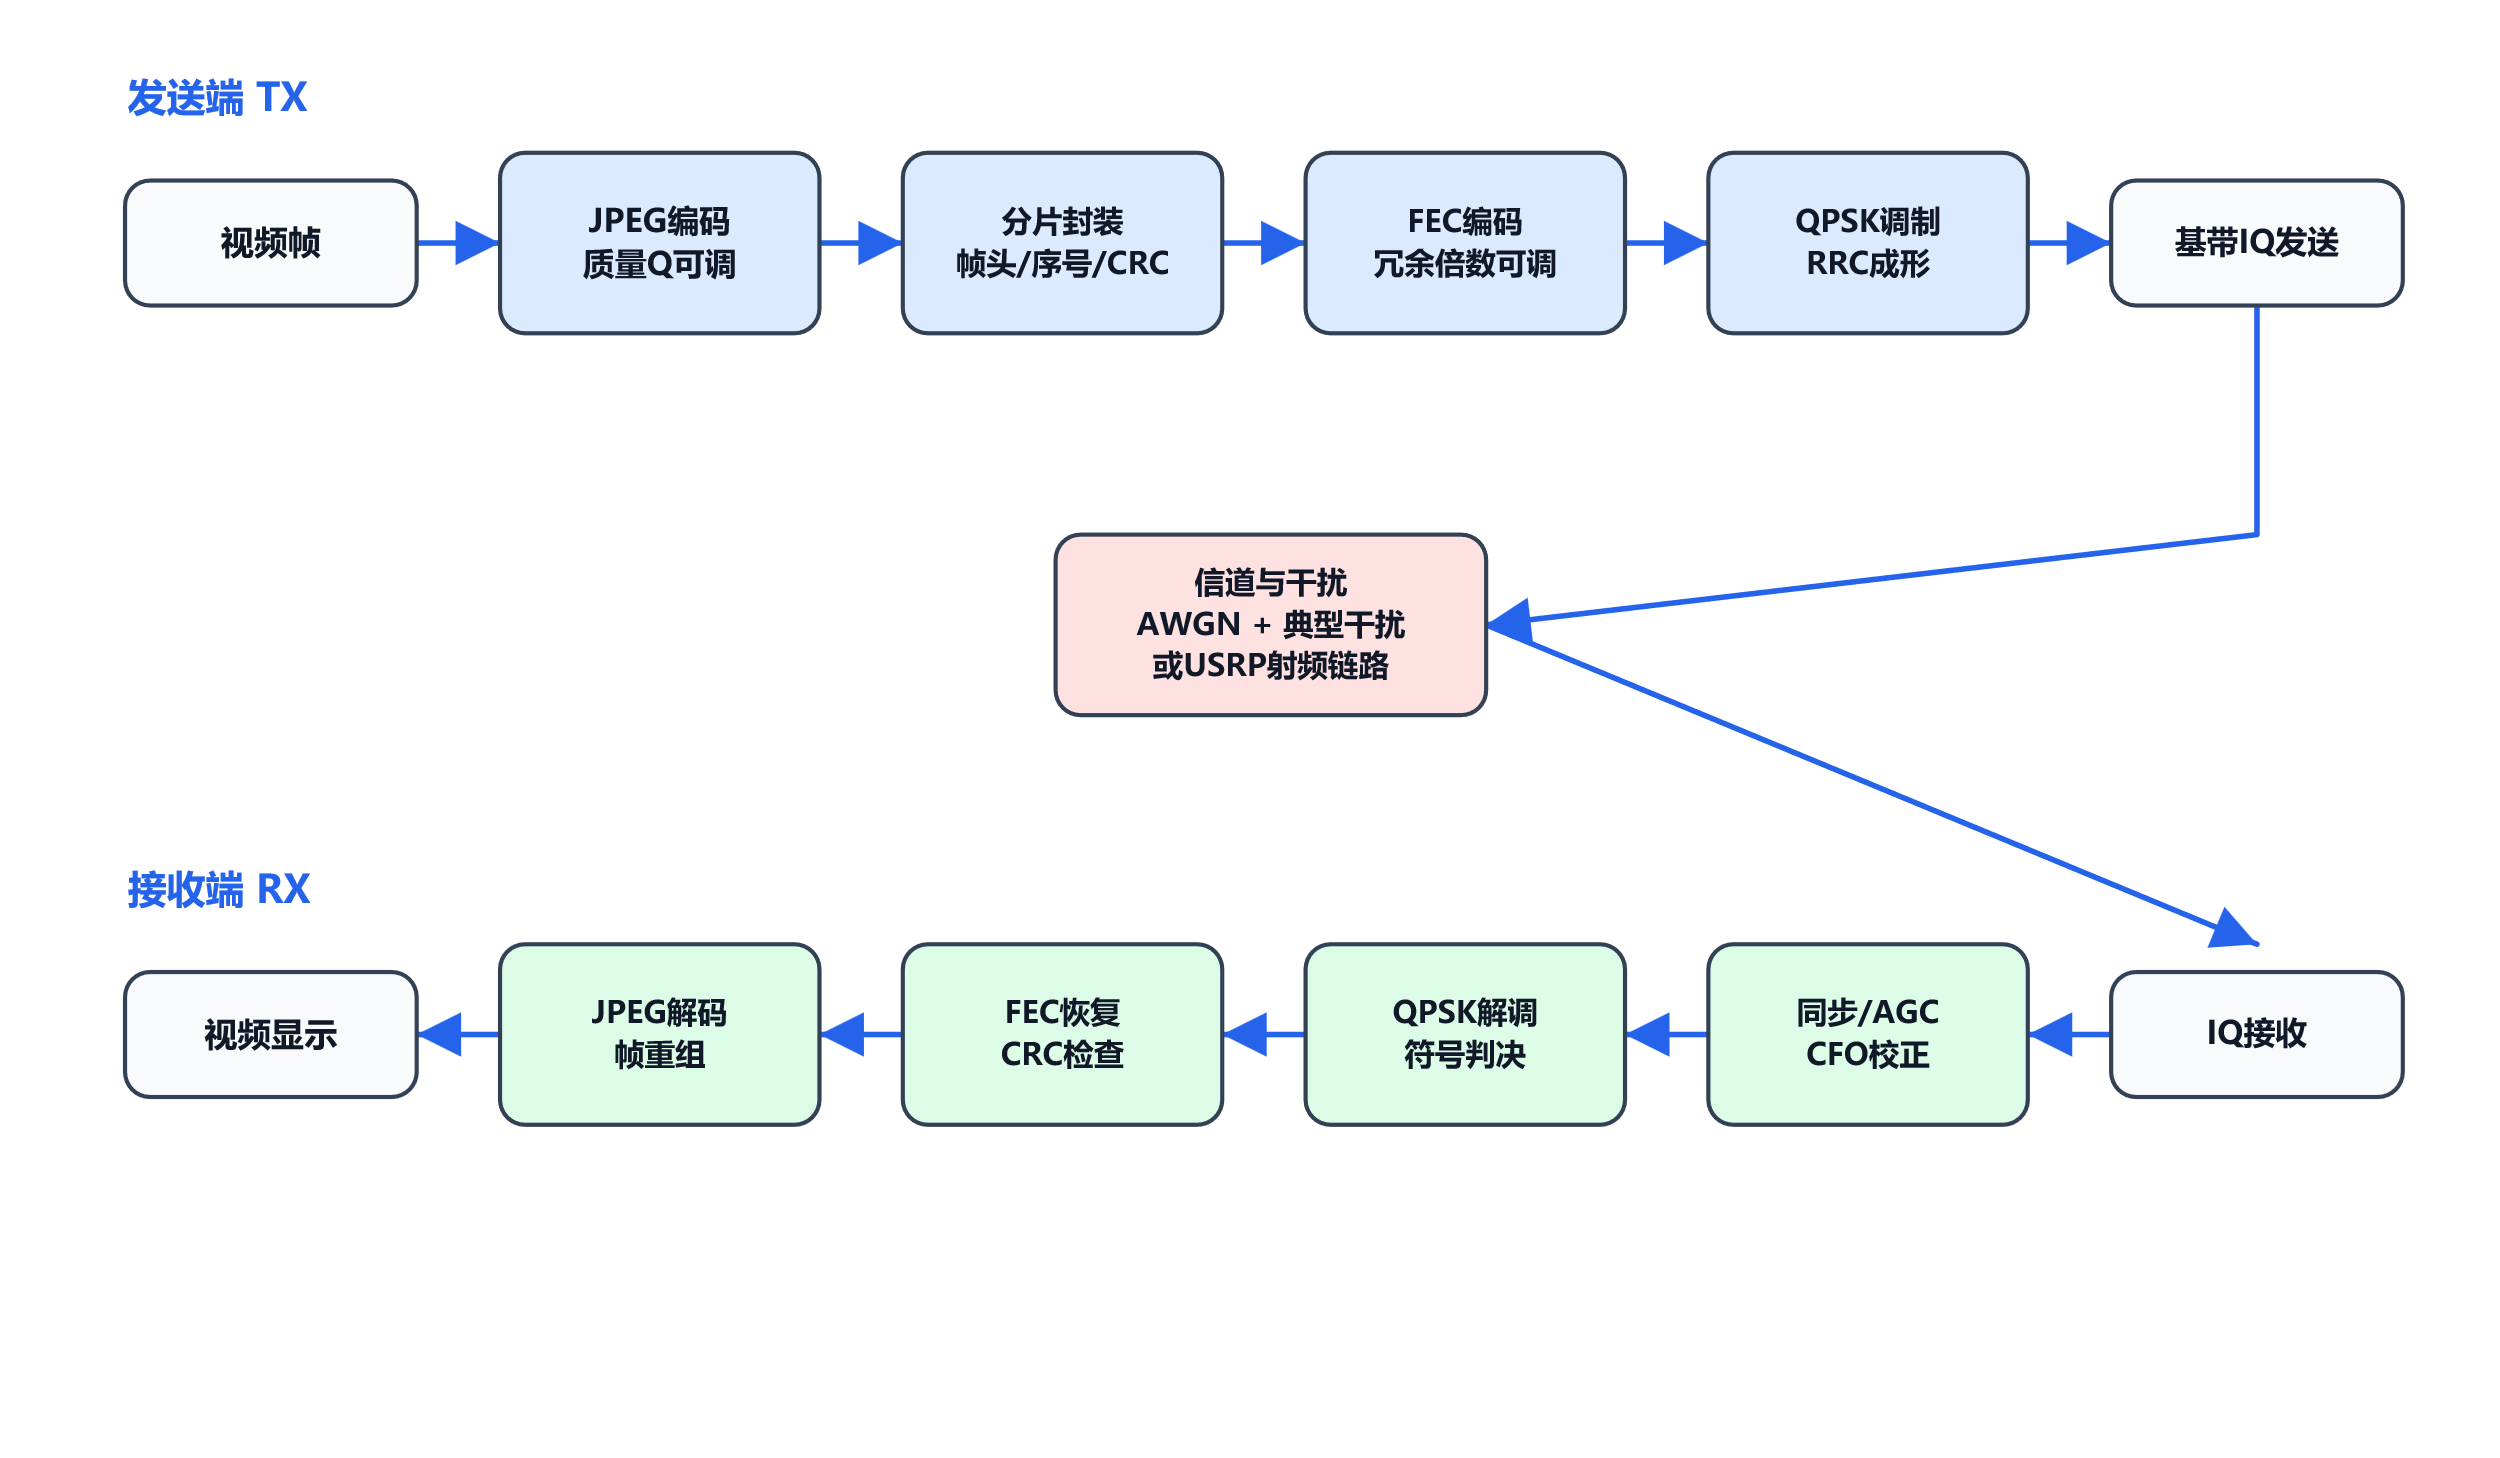 发送端 TX
视频帧
JPEG编码
质量Q可调
分片封装
帧头/序号/CRC
FEC编码
冗余倍数可调
QPSK调制
RRC成形
基带IQ发送
信道与干扰
AWGN + 典型干扰
或USRP射频链路
接收端 RX
视频显示
JPEG解码
帧重组
FEC恢复
CRC检查
QPSK解调
符号判决
同步/AGC
CFO校正
IQ接收